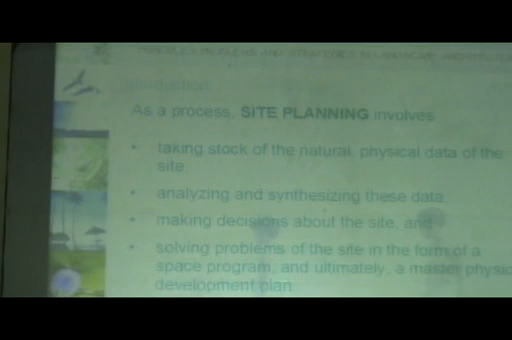 Introduction
As a process, SITE PLANNING involves
• taking stock of the natural, physical data of the
site,
• analyzing and synthesizing these data,
• making decisions about the site, and
• solving problems of the site in the form of a
space program, and ultimately, a master physic
development plan.